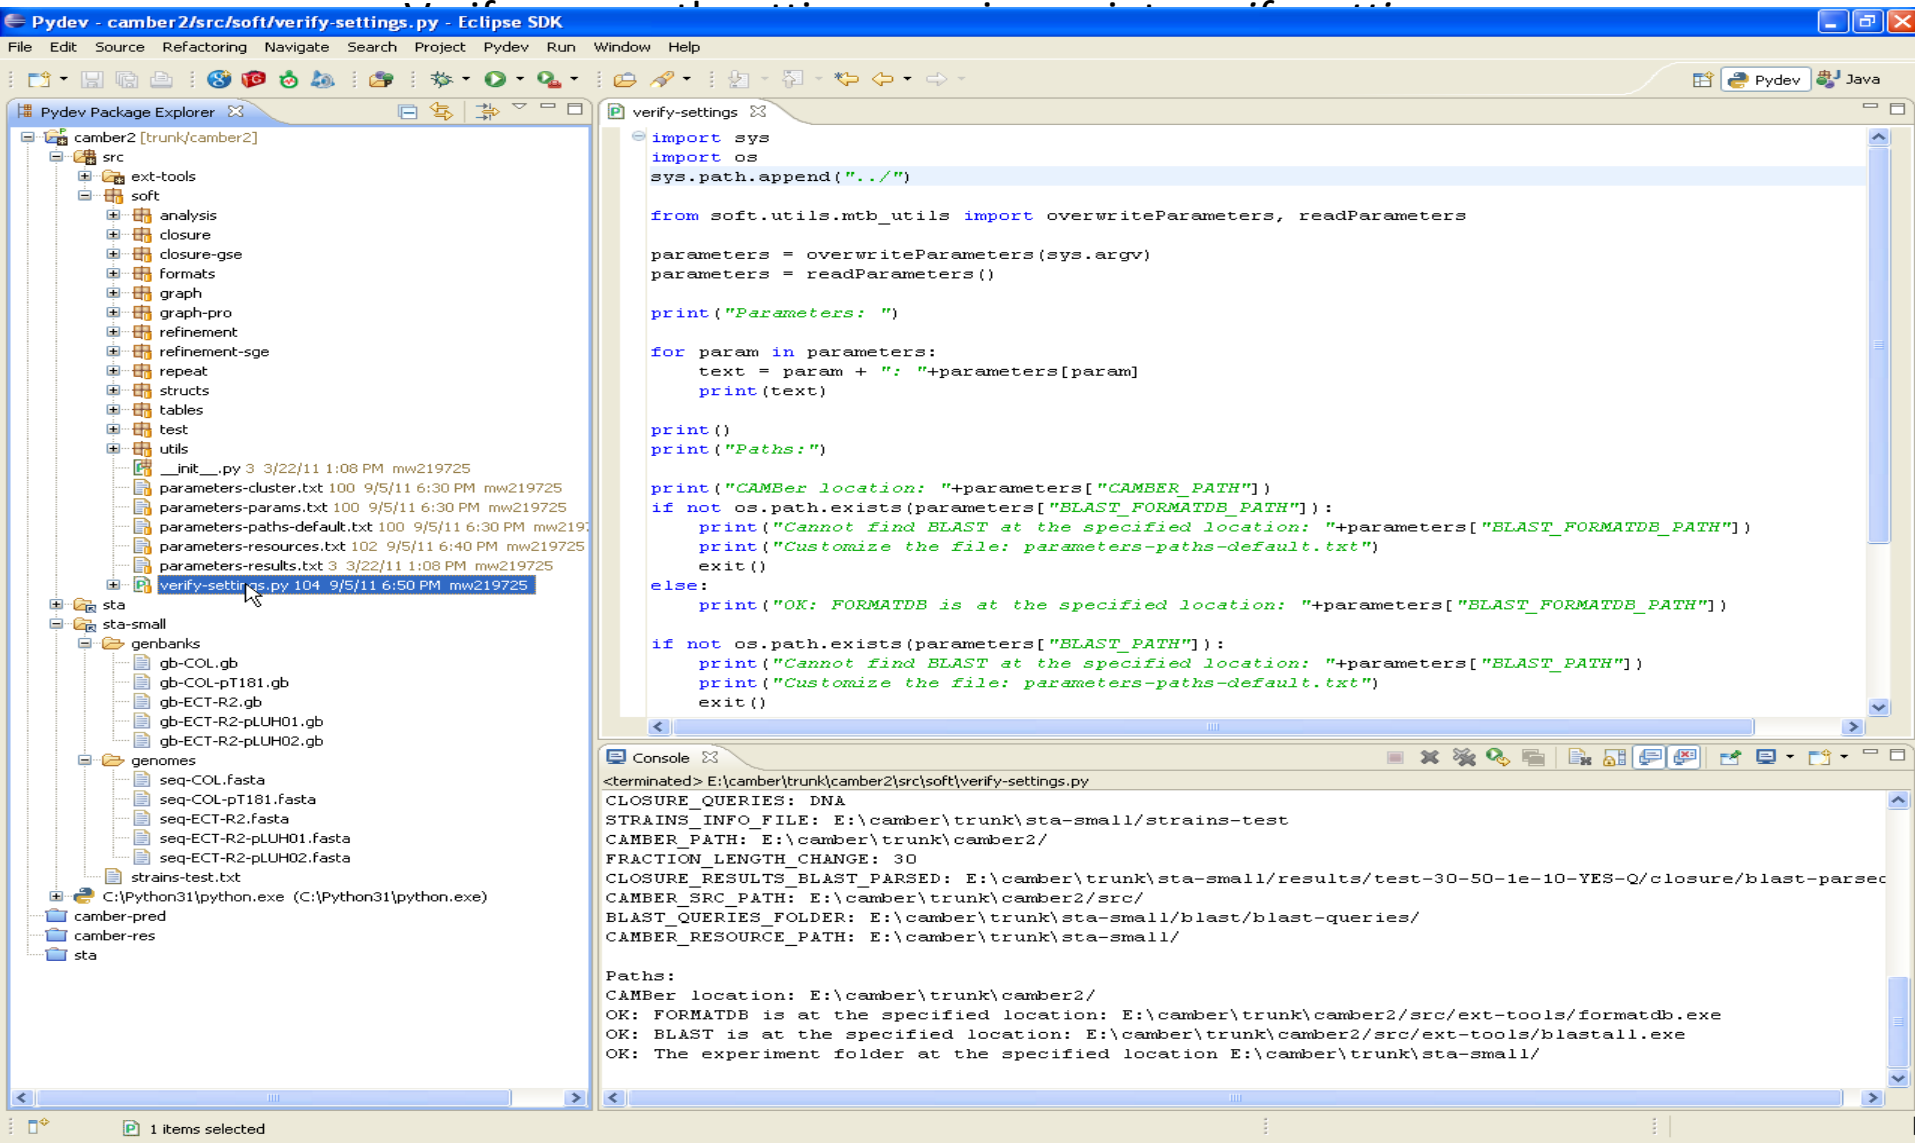 Pydev - camber2/src/soft/verify-settings.py - Eclipse SDK
File Edit Source Refactoring Navigate Search Project Pydev Run Window Help
Pydev Java
Pydev Package Explorer
camber2 [trunk/camber2]
src
ext-tools
soft
analysis
closure
closure-gse
formats
graph
graph-pro
refinement
refinement-sge
repeat
structs
tables
test
utils
__init__.py 3 3/22/11 1:08 PM mw219725
parameters-cluster.txt 100 9/5/11 6:30 PM mw219725
parameters-params.txt 100 9/5/11 6:30 PM mw219725
parameters-paths-default.txt 100 9/5/11 6:30 PM mw219
parameters-resources.txt 102 9/5/11 6:40 PM mw219725
parameters-results.txt 3 3/22/11 1:08 PM mw219725
verify-settings.py 104 9/5/11 6:50 PM mw219725
sta
sta-small
genbanks
gb-COL.gb
gb-COL-pT181.gb
gb-ECT-R2.gb
gb-ECT-R2-pLUH01.gb
gb-ECT-R2-pLUH02.gb
genomes
seq-COL.fasta
seq-COL-pT181.fasta
seq-ECT-R2.fasta
seq-ECT-R2-pLUH01.fasta
seq-ECT-R2-pLUH02.fasta
strains-test.txt
C:\Python31\python.exe (C:\Python31\python.exe)
camber-pred
camber-res
sta
verify-settings
import sys
import os
sys.path.append("../")
from soft.utils.mtb_utils import overwriteParameters, readParameters
parameters = overwriteParameters(sys.argv)
parameters = readParameters()
print("Parameters: ")
for param in parameters:
text = param + ": "+parameters[param]
print(text)
print()
print("Paths:")
print("CAMBer location: "+parameters["CAMBER_PATH"])
if not os.path.exists(parameters["BLAST_FORMATDB_PATH"]):
print("Cannot find BLAST at the specified location: "+parameters["BLAST_FORMATDB_PATH"])
print("Customize the file: parameters-paths-default.txt")
exit()
else:
print("OK: FORMATDB is at the specified location: "+parameters["BLAST_FORMATDB_PATH"])
if not os.path.exists(parameters["BLAST_PATH"]):
print("Cannot find BLAST at the specified location: "+parameters["BLAST_PATH"])
print("Customize the file: parameters-paths-default.txt")
exit()
Console
<terminated> E:\camber\trunk\camber2\src\soft\verify-settings.py
CLOSURE_QUERIES: DNA
STRAINS_INFO_FILE: E:\camber\trunk\sta-small/strains-test
CAMBER_PATH: E:\camber\trunk\camber2/
FRACTION_LENGTH_CHANGE: 30
CLOSURE_RESULTS_BLAST_PARSED: E:\camber\trunk\sta-small/results/test-30-50-1e-10-YES-Q/closure/blast-parsed
CAMBER_SRC_PATH: E:\camber\trunk\camber2/src/
BLAST_QUERIES_FOLDER: E:\camber\trunk\sta-small/blast/blast-queries/
CAMBER_RESOURCE_PATH: E:\camber\trunk\sta-small/
Paths:
CAMBer location: E:\camber\trunk\camber2/
OK: FORMATDB is at the specified location: E:\camber\trunk\camber2/src/ext-tools/formatdb.exe
OK: BLAST is at the specified location: E:\camber\trunk\camber2/src/ext-tools/blastall.exe
OK: The experiment folder at the specified location E:\camber\trunk\sta-small/
1 items selected